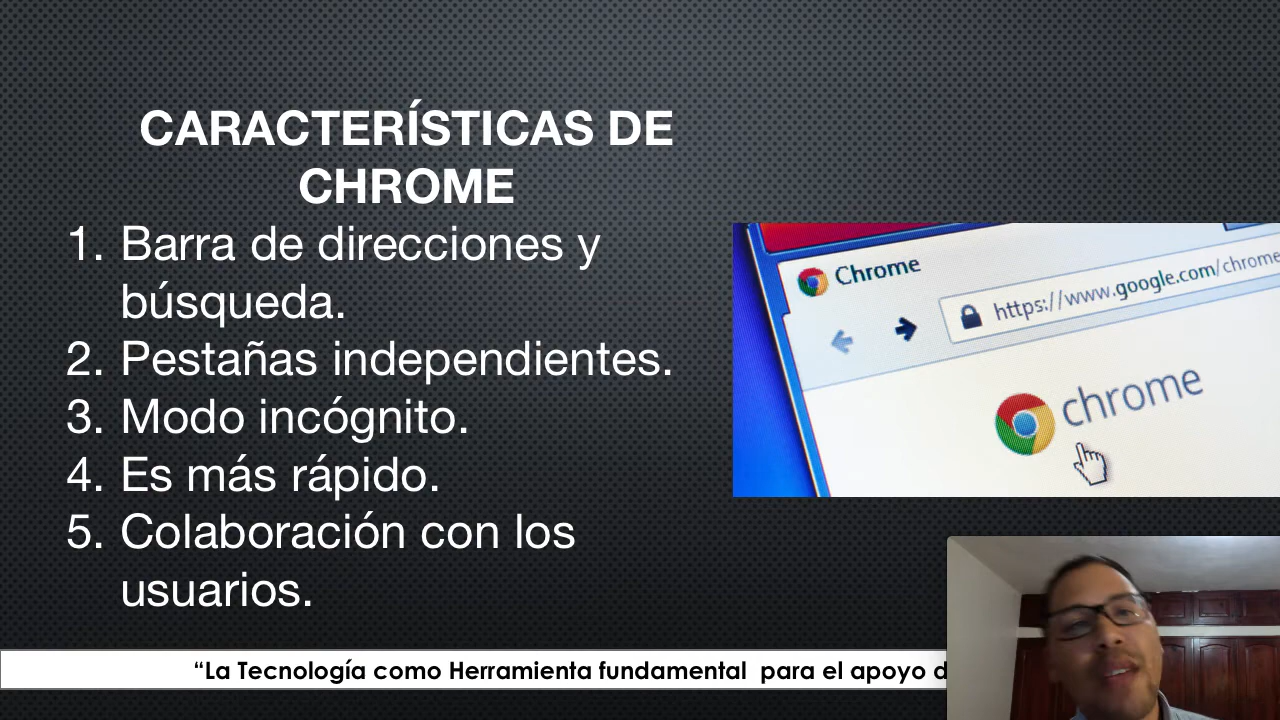 CARACTERÍSTICAS DE
CHROME
1. Barra de direcciones y
búsqueda.
2. Pestañas independientes.
3. Modo incógnito.
4. Es más rápido.
5. Colaboración con los
usuarios.
Chrome
https://www.google.com/chrome
chrome
“La Tecnología como Herramienta fundamental para el apoyo d